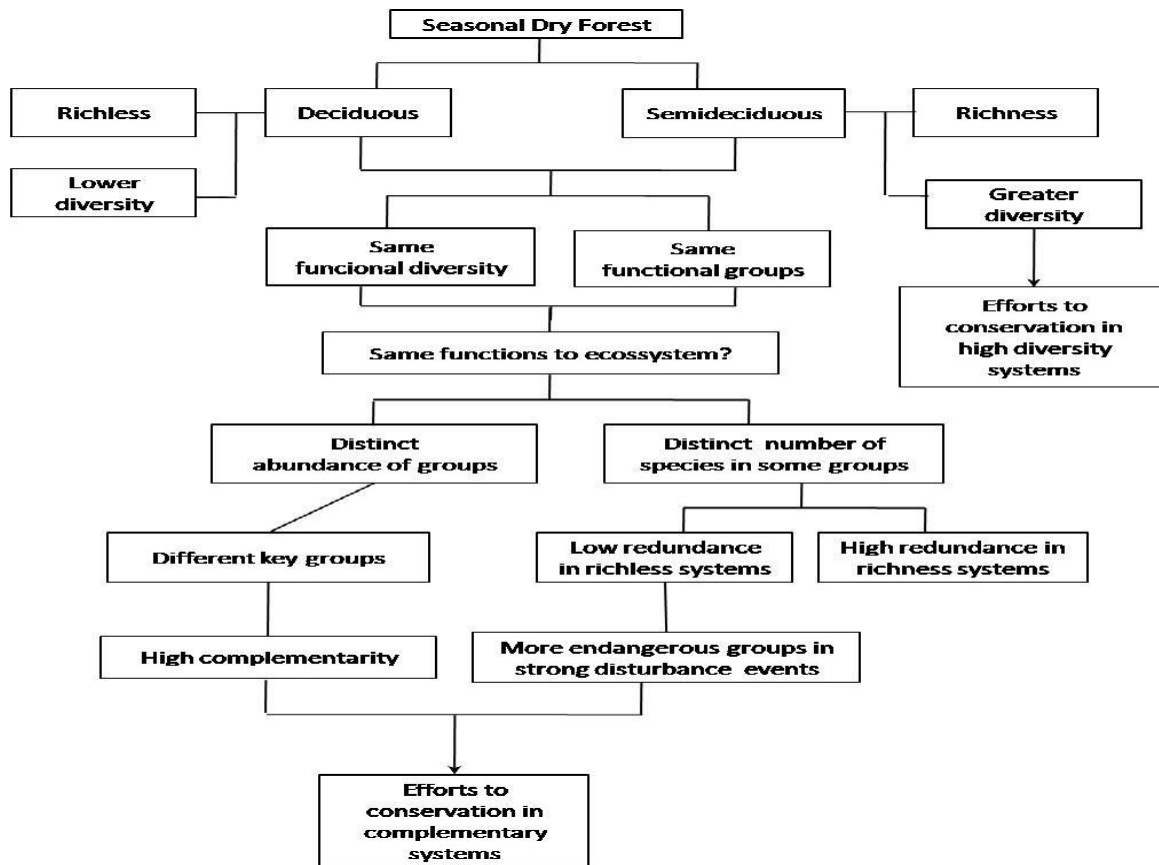 Seasonal Dry Forest
Richless
Deciduous
Semideciduous
Richness
Lower
diversity
Greater
diversity
Same
funcional diversity
Same
functional groups
Efforts to
conservation in
high diversity
systems
Same functions to ecossystem?
Distinct
abundance of groups
Distinct number of
species in some groups
Different key groups
Low redundance
in richless systems
High redundance in
richness systems
High complementarity
More endangerous groups in
strong disturbance events
Efforts to
conservation in
complementary
systems